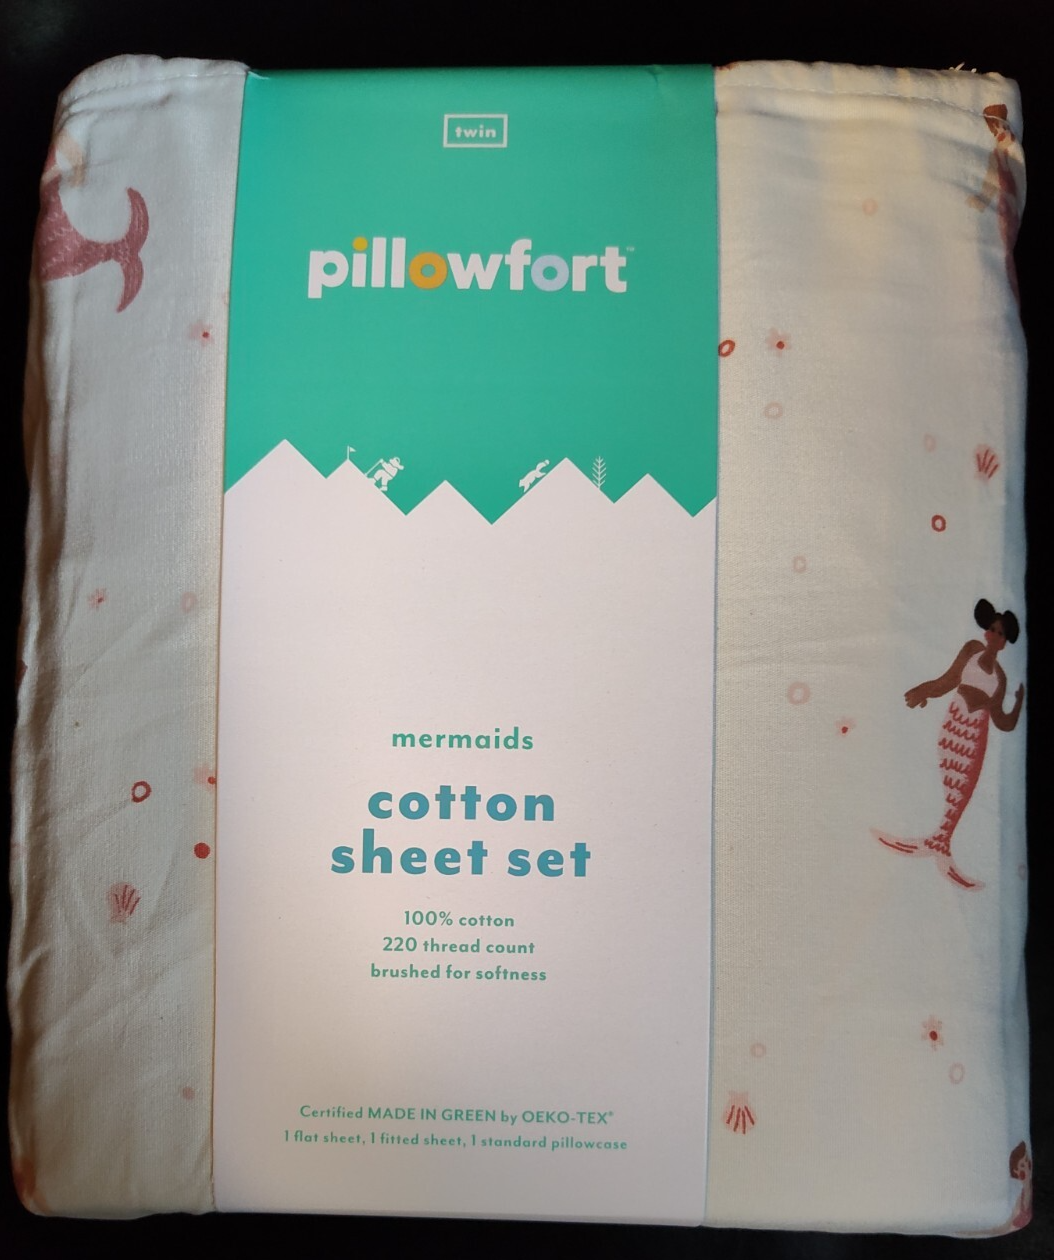 twin
pillowfort™
mermaids
cotton
sheet set
100% cotton
220 thread count
brushed for softness
Certified MADE IN GREEN by OEKO-TEX®
1 flat sheet, 1 fitted sheet, 1 standard pillowcase